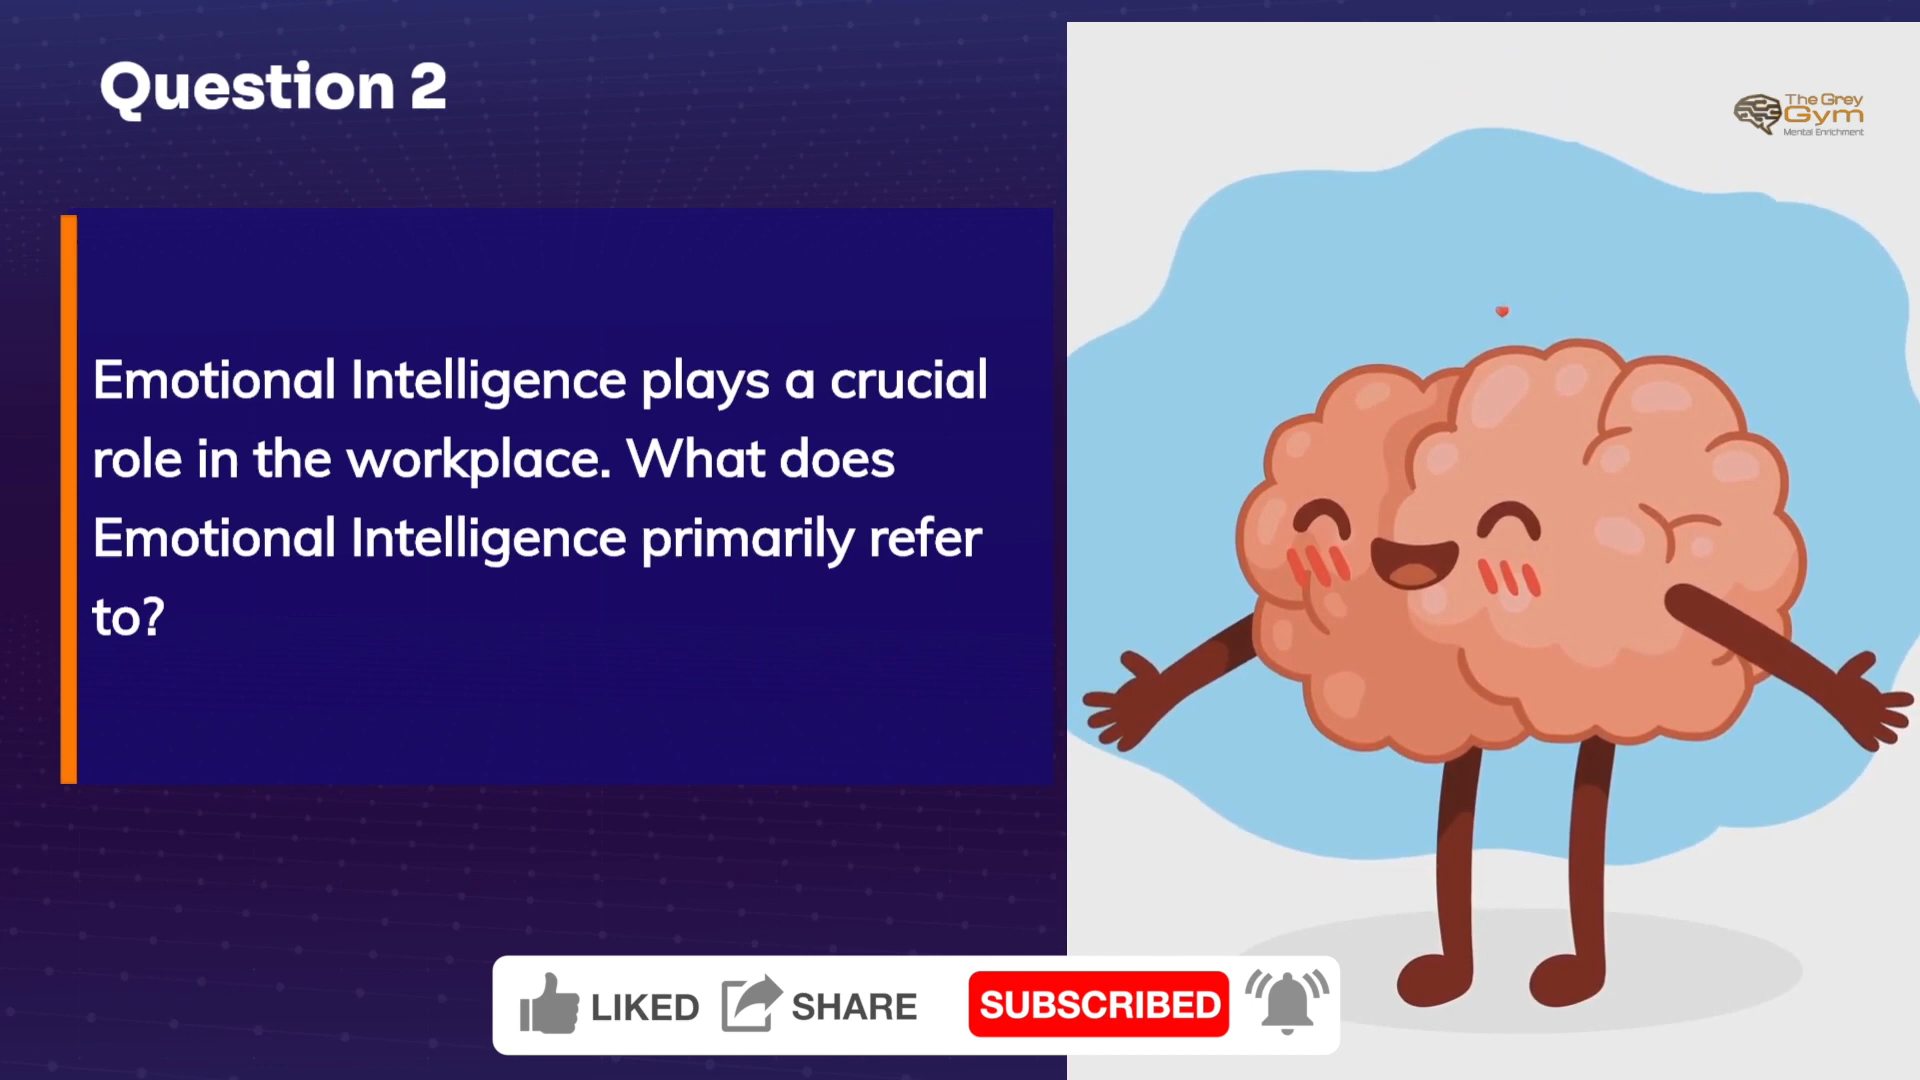 Question 2
The Grey
Gym
Mental Enrichment
Emotional Intelligence plays a crucial
role in the workplace. What does
Emotional Intelligence primarily refer
to?
LIKED SHARE SUBSCRIBED